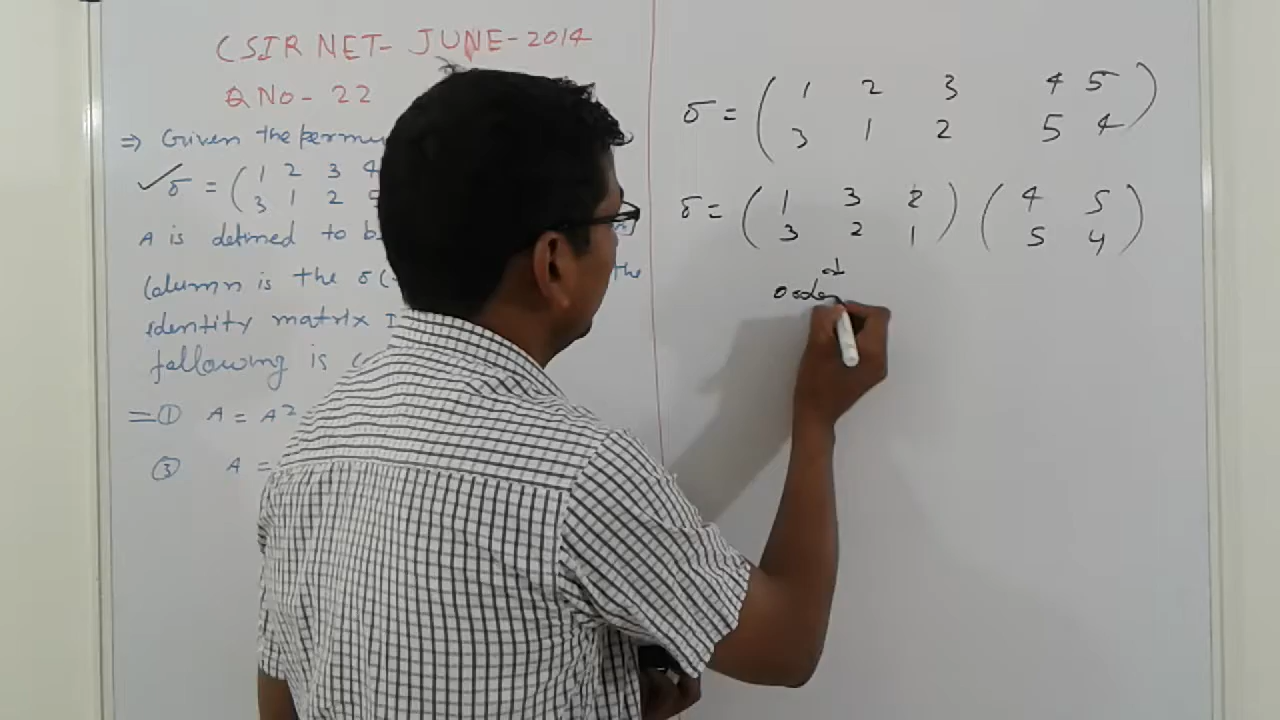 CSIR NET- JUNE-2014
Q No - 22
⇒ Given the permu
✓ σ = ( 1 2 3 4
3 1 2 5
A is defined to b
Column is the σ( the
identity matrix I
following is c
= ① A = A²
③ A =
σ = ( 1 2 3 4 5 )
3 1 2 5 4
σ = ( 1 3 2 ) ( 4 5 )
3 2 1 5 4
↓
order